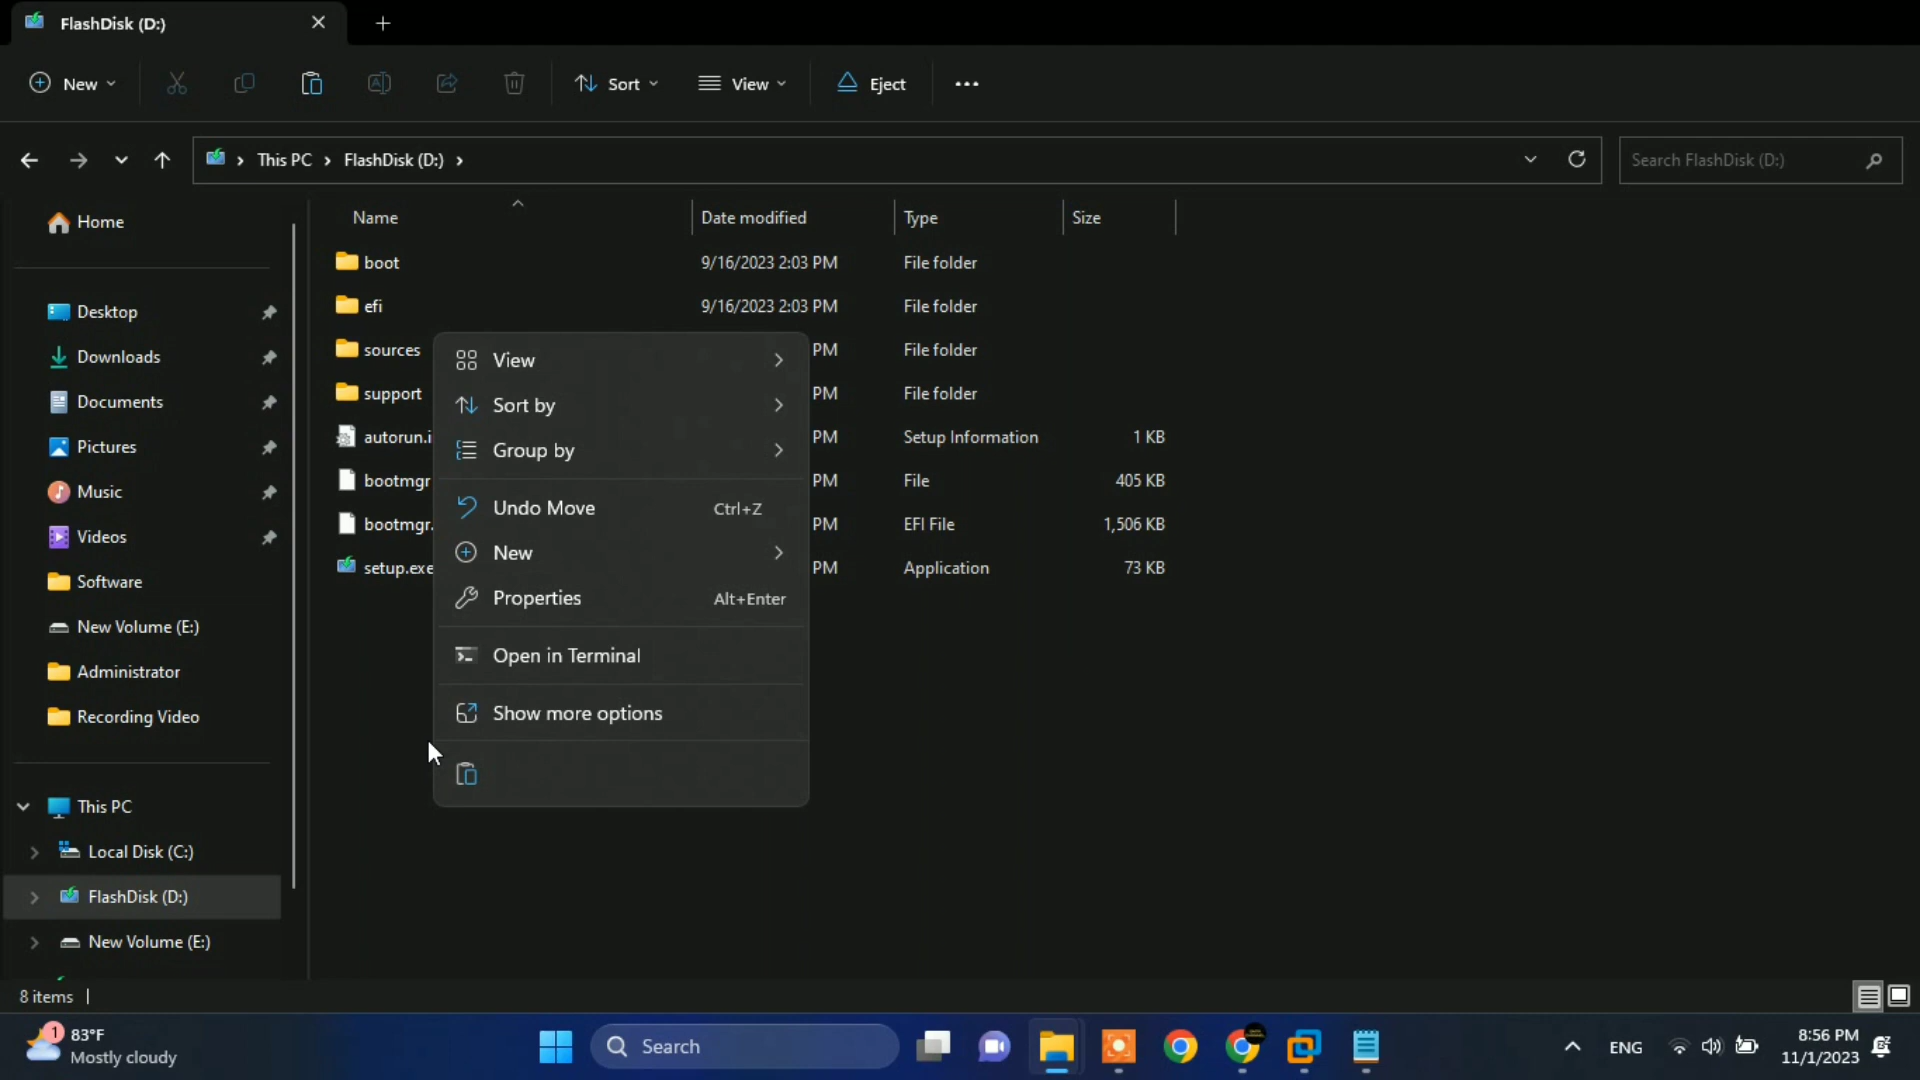 FlashDisk (D:)
New
Sort
View
Eject
This PC
FlashDisk (D:)
Search FlashDisk (D:)
Name
Date modified
Type
Size
boot
9/16/2023 2:03 PM
File folder
efi
9/16/2023 2:03 PM
File folder
sources
PM
File folder
support
PM
File folder
autorun.i
PM
Setup Information
1 KB
bootmgr
PM
File
405 KB
bootmgr.
PM
EFI File
1,506 KB
setup.exe
PM
Application
73 KB
View
Sort by
Group by
Undo Move
Ctrl+Z
New
Properties
Alt+Enter
Open in Terminal
Show more options
Home
Desktop
Downloads
Documents
Pictures
Music
Videos
Software
New Volume (E:)
Administrator
Recording Video
This PC
Local Disk (C:)
FlashDisk (D:)
New Volume (E:)
8 items
1
83°F
Mostly cloudy
Search
ENG
8:56 PM
11/1/2023